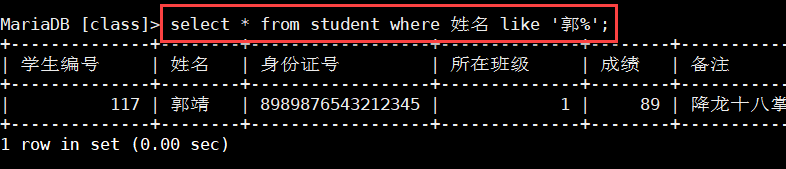 MariaDB [class]> select * from student where 姓名 like '郭%';
+--------------+--------+------------------+--------------+--------+-----------
| 学生编号 | 姓名 | 身份证号 | 所在班级 | 成绩 | 备注
+--------------+--------+------------------+--------------+--------+-----------
| 117 | 郭靖 | 8989876543212345 | 1 | 89 | 降龙十八掌
+--------------+--------+------------------+--------------+--------+-----------
1 row in set (0.00 sec)